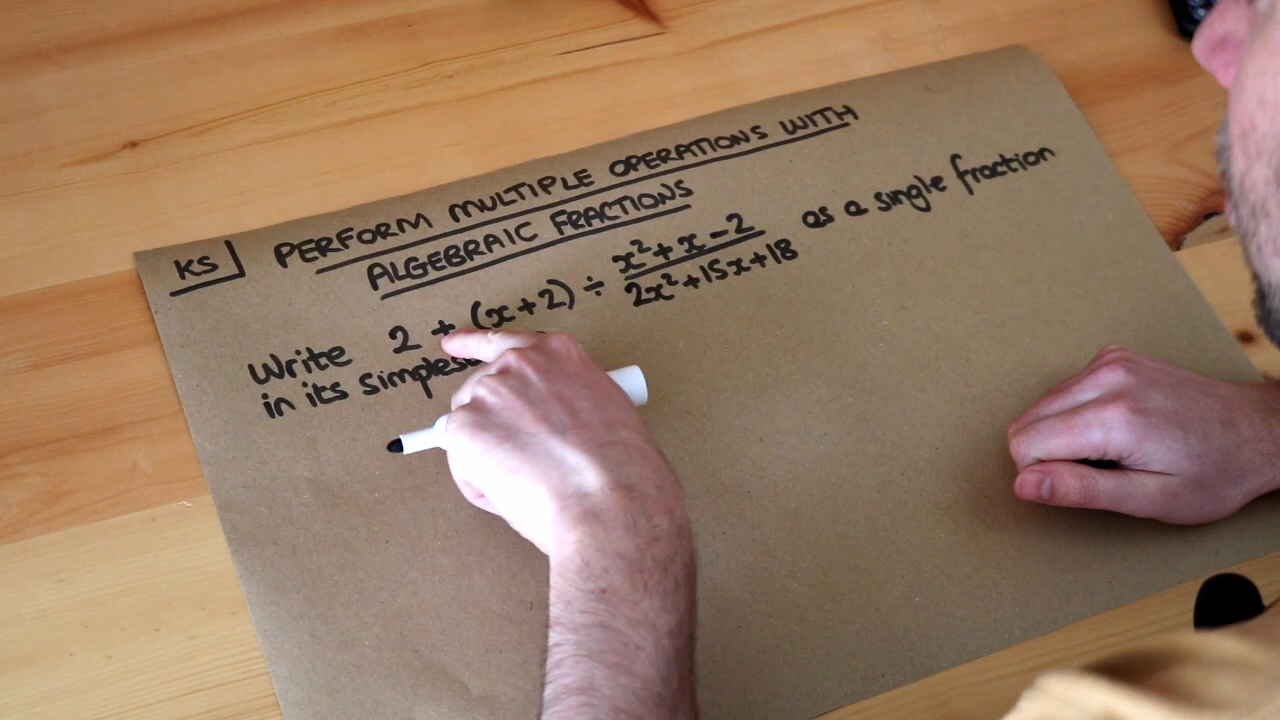 KS PERFORM MULTIPLE OPERATIONS WITH
ALGEBRAIC FRACTIONS
Write 2 + (x+2) ÷ (x²+x-2)/(2x²+15x+18) as a single fraction
in its